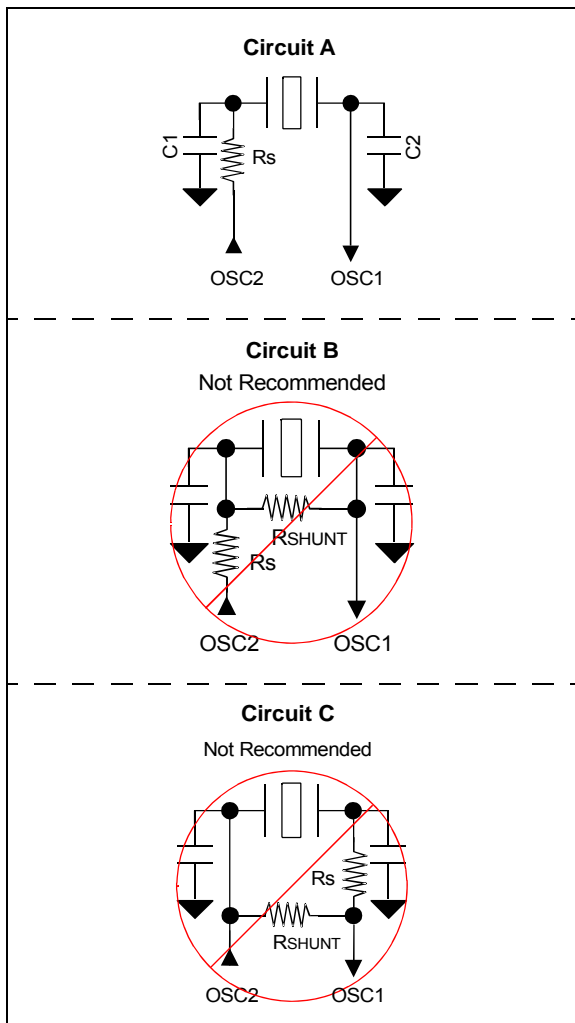 Circuit A
C1
Rs
C2
OSC2 OSC1
Circuit B
Not Recommended
RSHUNT
Rs
OSC2 OSC1
Circuit C
Not Recommended
Rs
RSHUNT
OSC2 OSC1